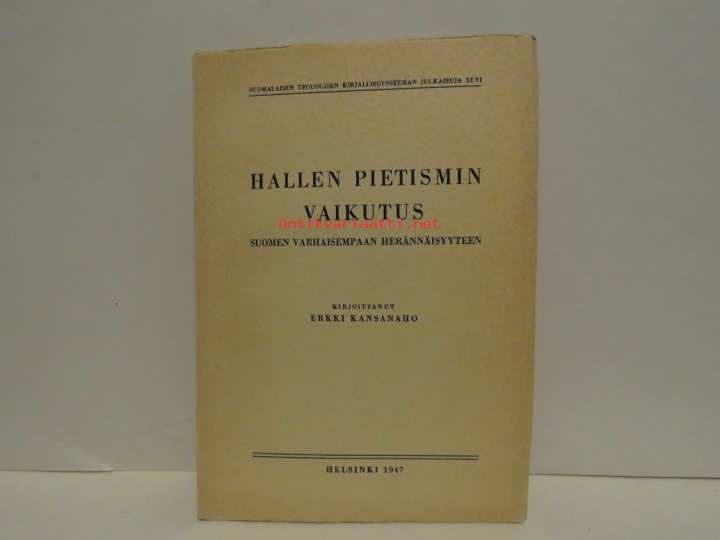 SUOMALAISEN TEOLOGISEN KIRJALLISUUSSEURAN JULKAISUJA XLVI
HALLEN PIETISMIN
VAIKUTUS
Antikvariaatti.net
SUOMEN VARHAISEMPAAN HERÄNNÄISYYTEEN
KIRJOITTANUT
ERKKI KANSANAHO
HELSINKI 1947